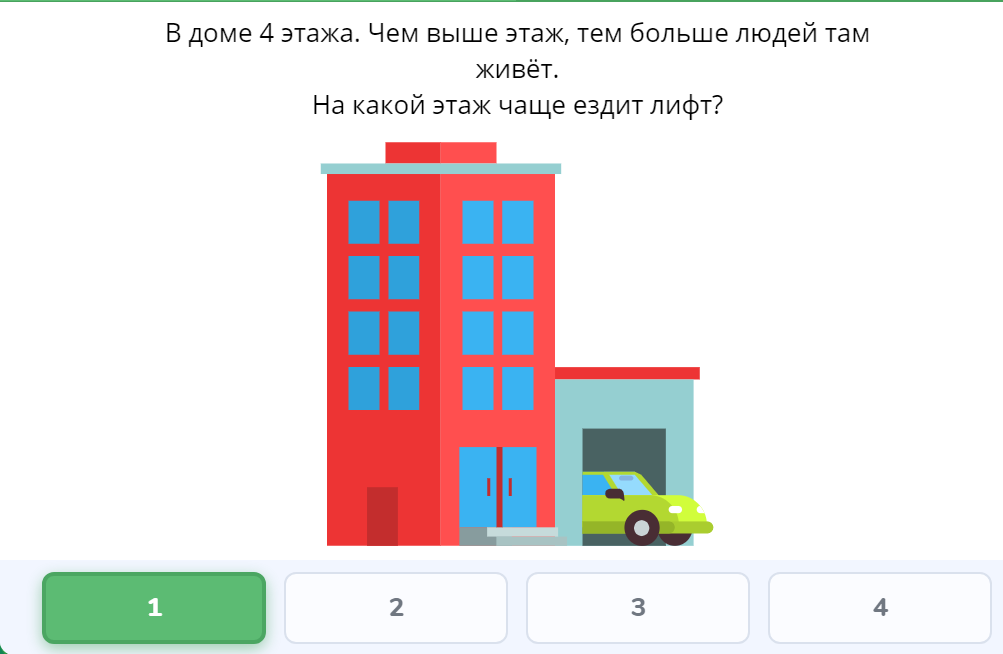 В доме 4 этажа. Чем выше этаж, тем больше людей там
живёт.
На какой этаж чаще ездит лифт?
1
2
3
4